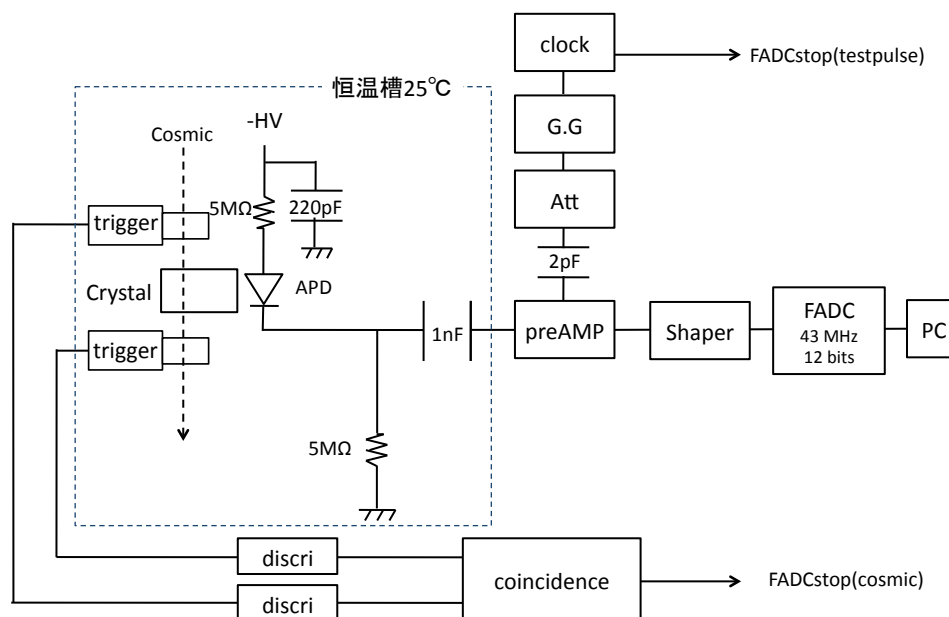 clock
FADCstop(testpulse)
恒温槽25℃
G.G
-HV
Cosmic
Att
5MΩ
220pF
trigger
2pF
Crystal
APD
1nF
preAMP
Shaper
FADC
43 MHz
12 bits
PC
trigger
5MΩ
discri
coincidence
FADCstop(cosmic)
discri